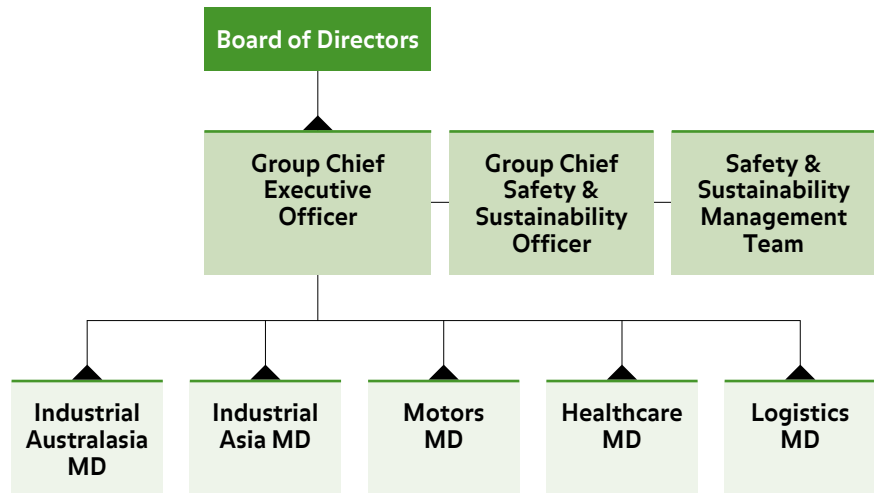 Board of Directors
Group Chief
Executive
Officer
Group Chief
Safety &
Sustainability
Officer
Safety &
Sustainability
Management
Team
Industrial
Australasia
MD
Industrial
Asia MD
Motors
MD
Healthcare
MD
Logistics
MD